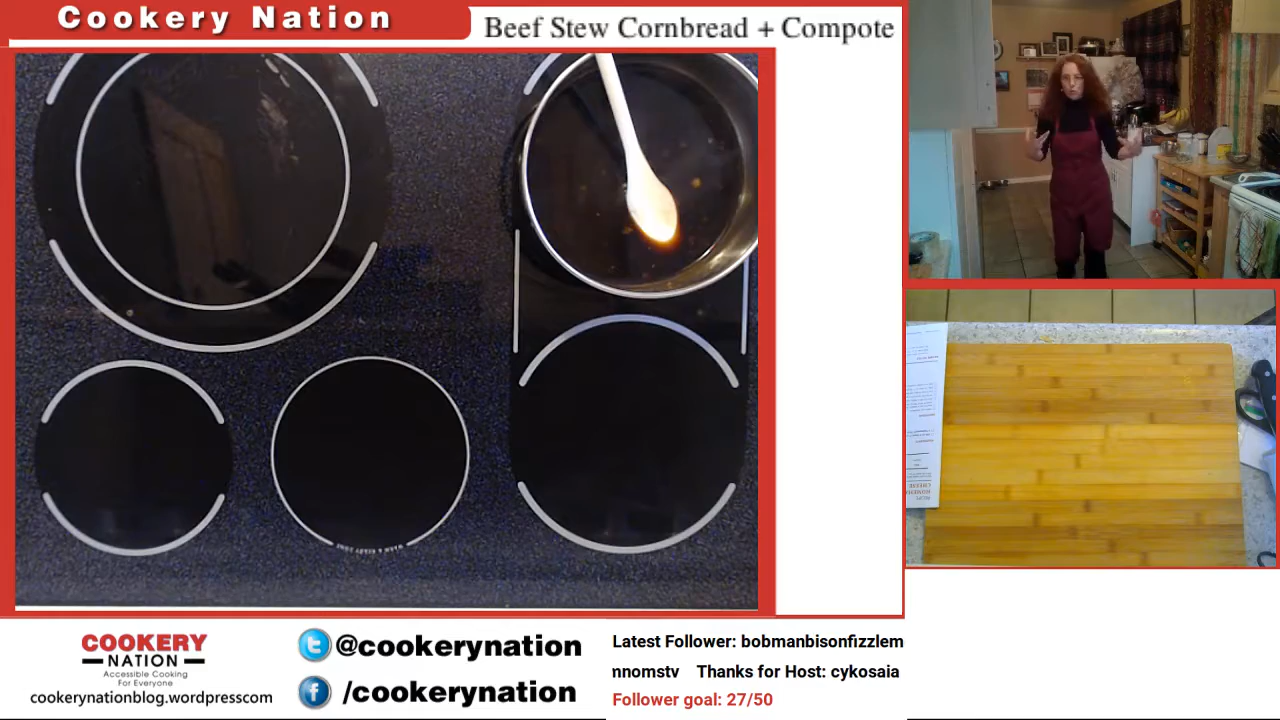 Cookery Nation
Beef Stew Cornbread + Compote
COOKERY
NATION
Accessible Cooking
For Everyone
cookerynationblog.wordpresscom
@cookerynation
/cookerynation
Latest Follower: bobmanbisonfizzlem
nnomstv Thanks for Host: cykosaia
Follower goal: 27/50